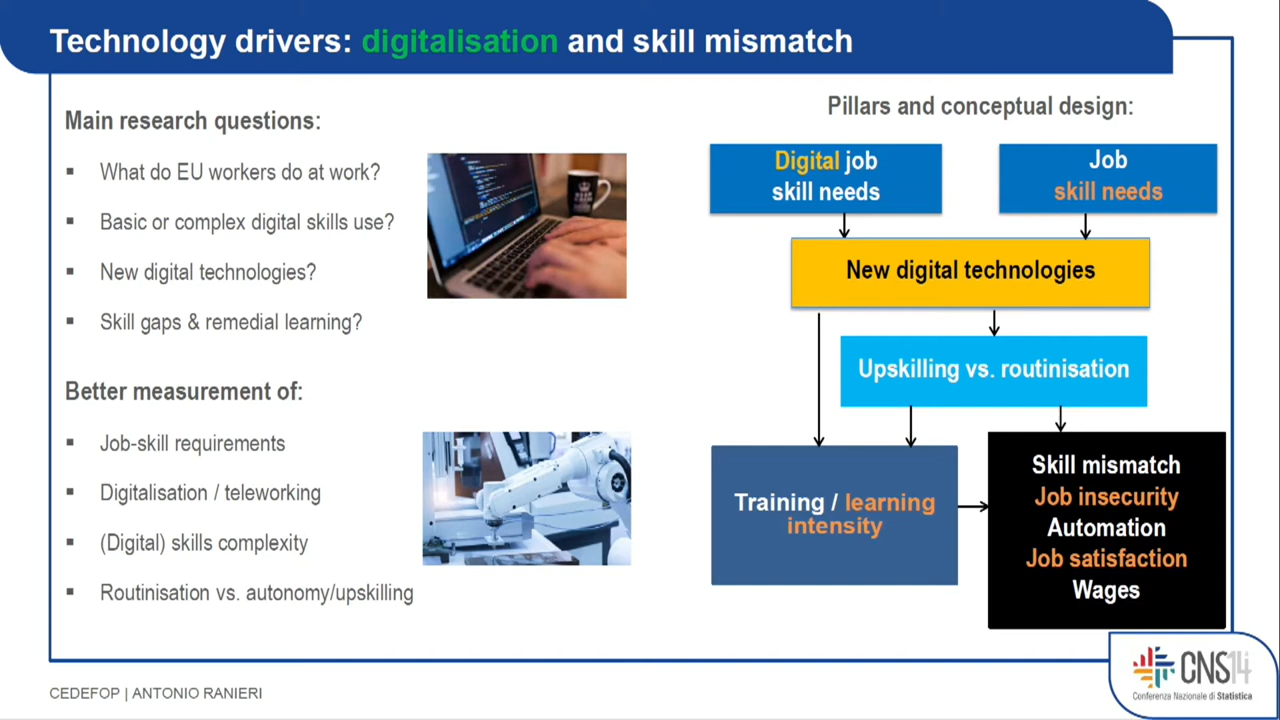 Technology drivers: digitalisation and skill mismatch
Main research questions:
▪ What do EU workers do at work?
▪ Basic or complex digital skills use?
▪ New digital technologies?
▪ Skill gaps & remedial learning?
Better measurement of:
▪ Job-skill requirements
▪ Digitalisation / teleworking
▪ (Digital) skills complexity
▪ Routinisation vs. autonomy/upskilling
Pillars and conceptual design:
Digital job
skill needs
Job
skill needs
New digital technologies
Upskilling vs. routinisation
Training / learning
intensity
Skill mismatch
Job insecurity
Automation
Job satisfaction
Wages
CEDEFOP | ANTONIO RANIERI
CNS14
Conferenza Nazionale di Statistica